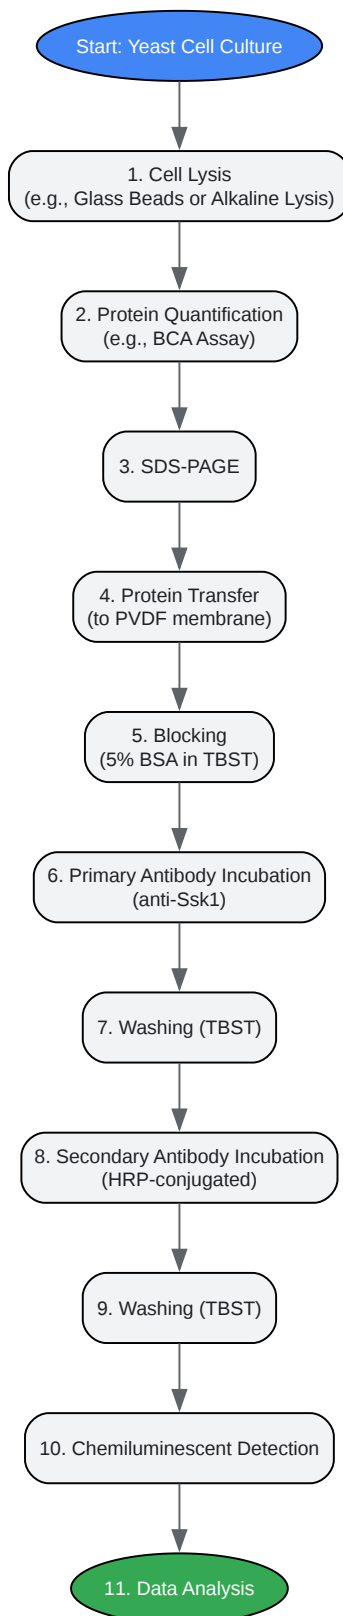 Start: Yeast Cell Culture
1. Cell Lysis
(e.g., Glass Beads or Alkaline Lysis)
2. Protein Quantification
(e.g., BCA Assay)
3. SDS-PAGE
4. Protein Transfer
(to PVDF membrane)
5. Blocking
(5% BSA in TBST)
6. Primary Antibody Incubation
(anti-Ssk1)
7. Washing (TBST)
8. Secondary Antibody Incubation
(HRP-conjugated)
9. Washing (TBST)
10. Chemiluminescent Detection
11. Data Analysis